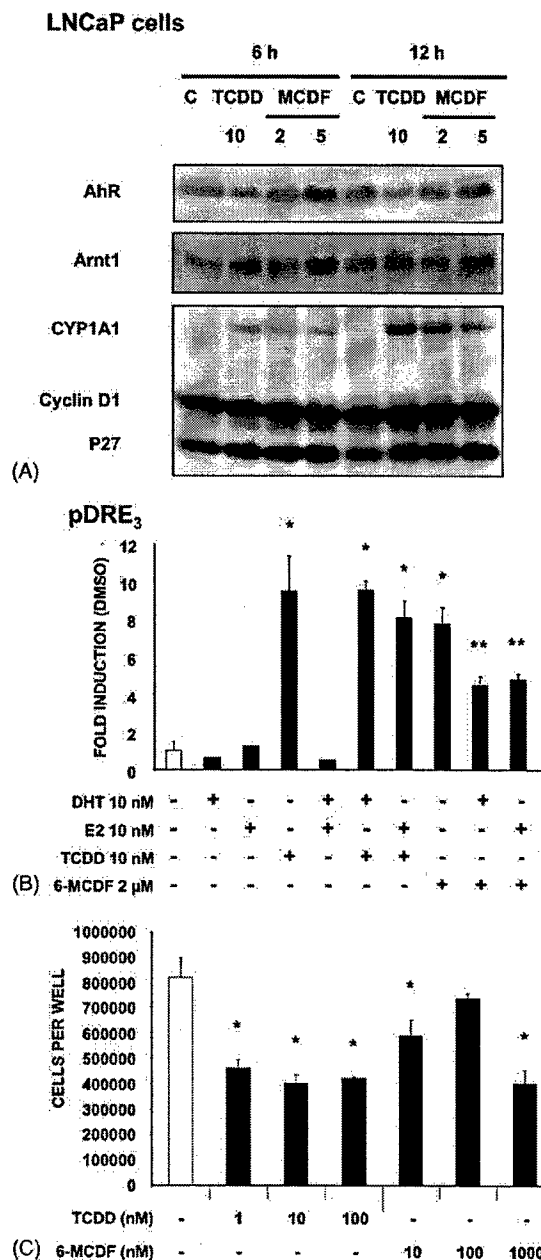 LNCaP cells
6 h 12 h
C TCDD MCDF C TCDD MCDF
10 2 5 10 2 5
AhR
Arnt1
CYP1A1
Cyclin D1
P27
(A)
pDRE3
FOLD INDUCTION (DMSO)
12
10
8
6
4
2
0
* * * * ** **
DHT 10 nM - + - - + + - - + -
E2 10 nM - - + - + - + - - +
TCDD 10 nM - - - + - + + - - -
(B) 6-MCDF 2 µM - - - - - - - + + +
CELLS PER WELL
1000000
900000
800000
700000
600000
500000
400000
300000
200000
100000
0
* * * * *
TCDD (nM) - 1 10 100 - - -
(C) 6-MCDF (nM) - - - - 10 100 1000